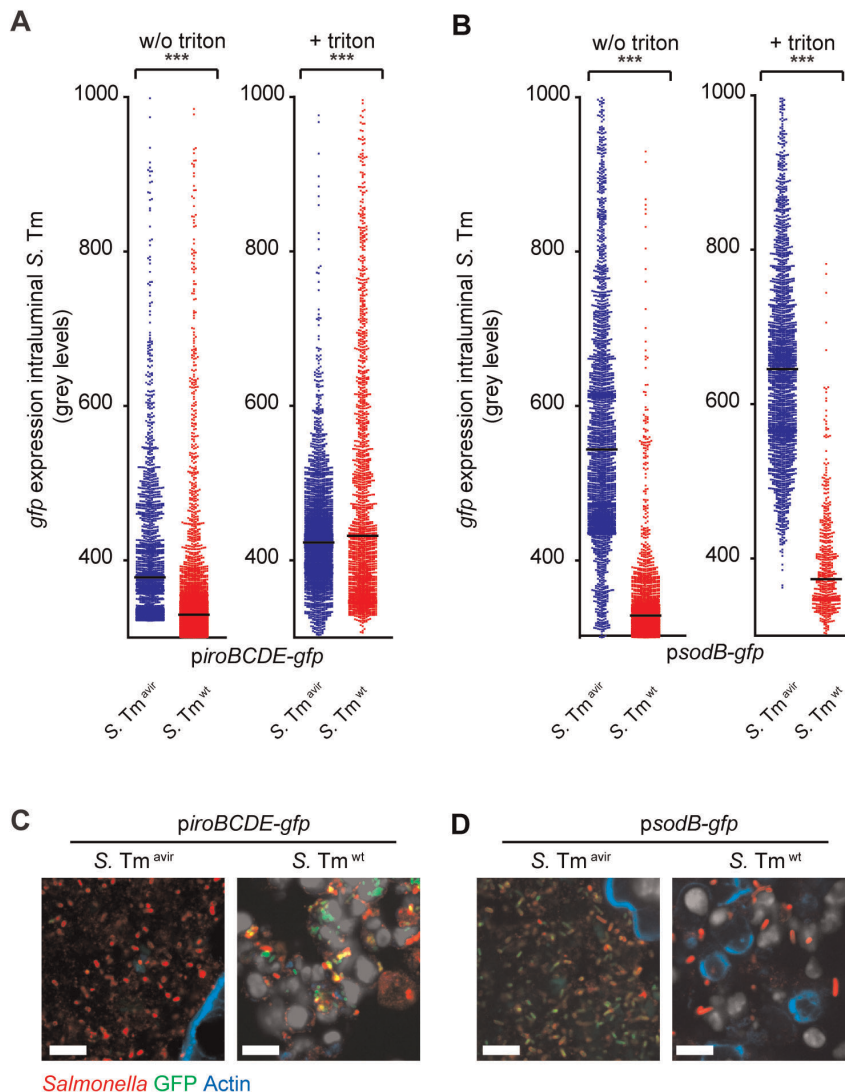 A
w/o triton
***
+ triton
***
1000
800
600
400
1000
800
600
400
gfp expression intraluminal S. Tm
(grey levels)
piroBCDE-gfp
S. Tm avir
S. Tm wt
B
w/o triton
***
+ triton
***
1000
800
600
400
1000
800
600
400
gfp expression intraluminal S. Tm
(grey levels)
psodB-gfp
S. Tm avir
S. Tm wt
S. Tm avir
S. Tm wt
S. Tm avir
S. Tm wt
C
piroBCDE-gfp
S. Tm avir
S. Tm wt
D
psodB-gfp
S. Tm avir
S. Tm wt
Salmonella GFP Actin